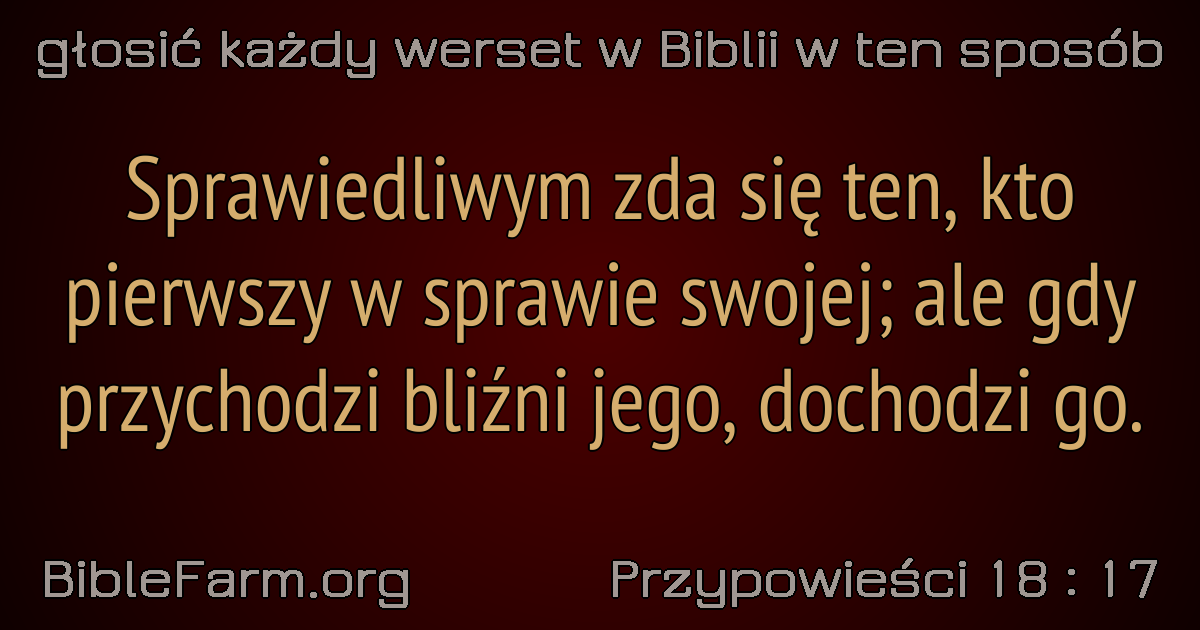 głosić każdy werset w Biblii w ten sposób
Sprawiedliwym zda się ten, kto
pierwszy w sprawie swojej; ale gdy
przychodzi bliźni jego, dochodzi go.
BibleFarm.org
Przypowieści 18 : 17